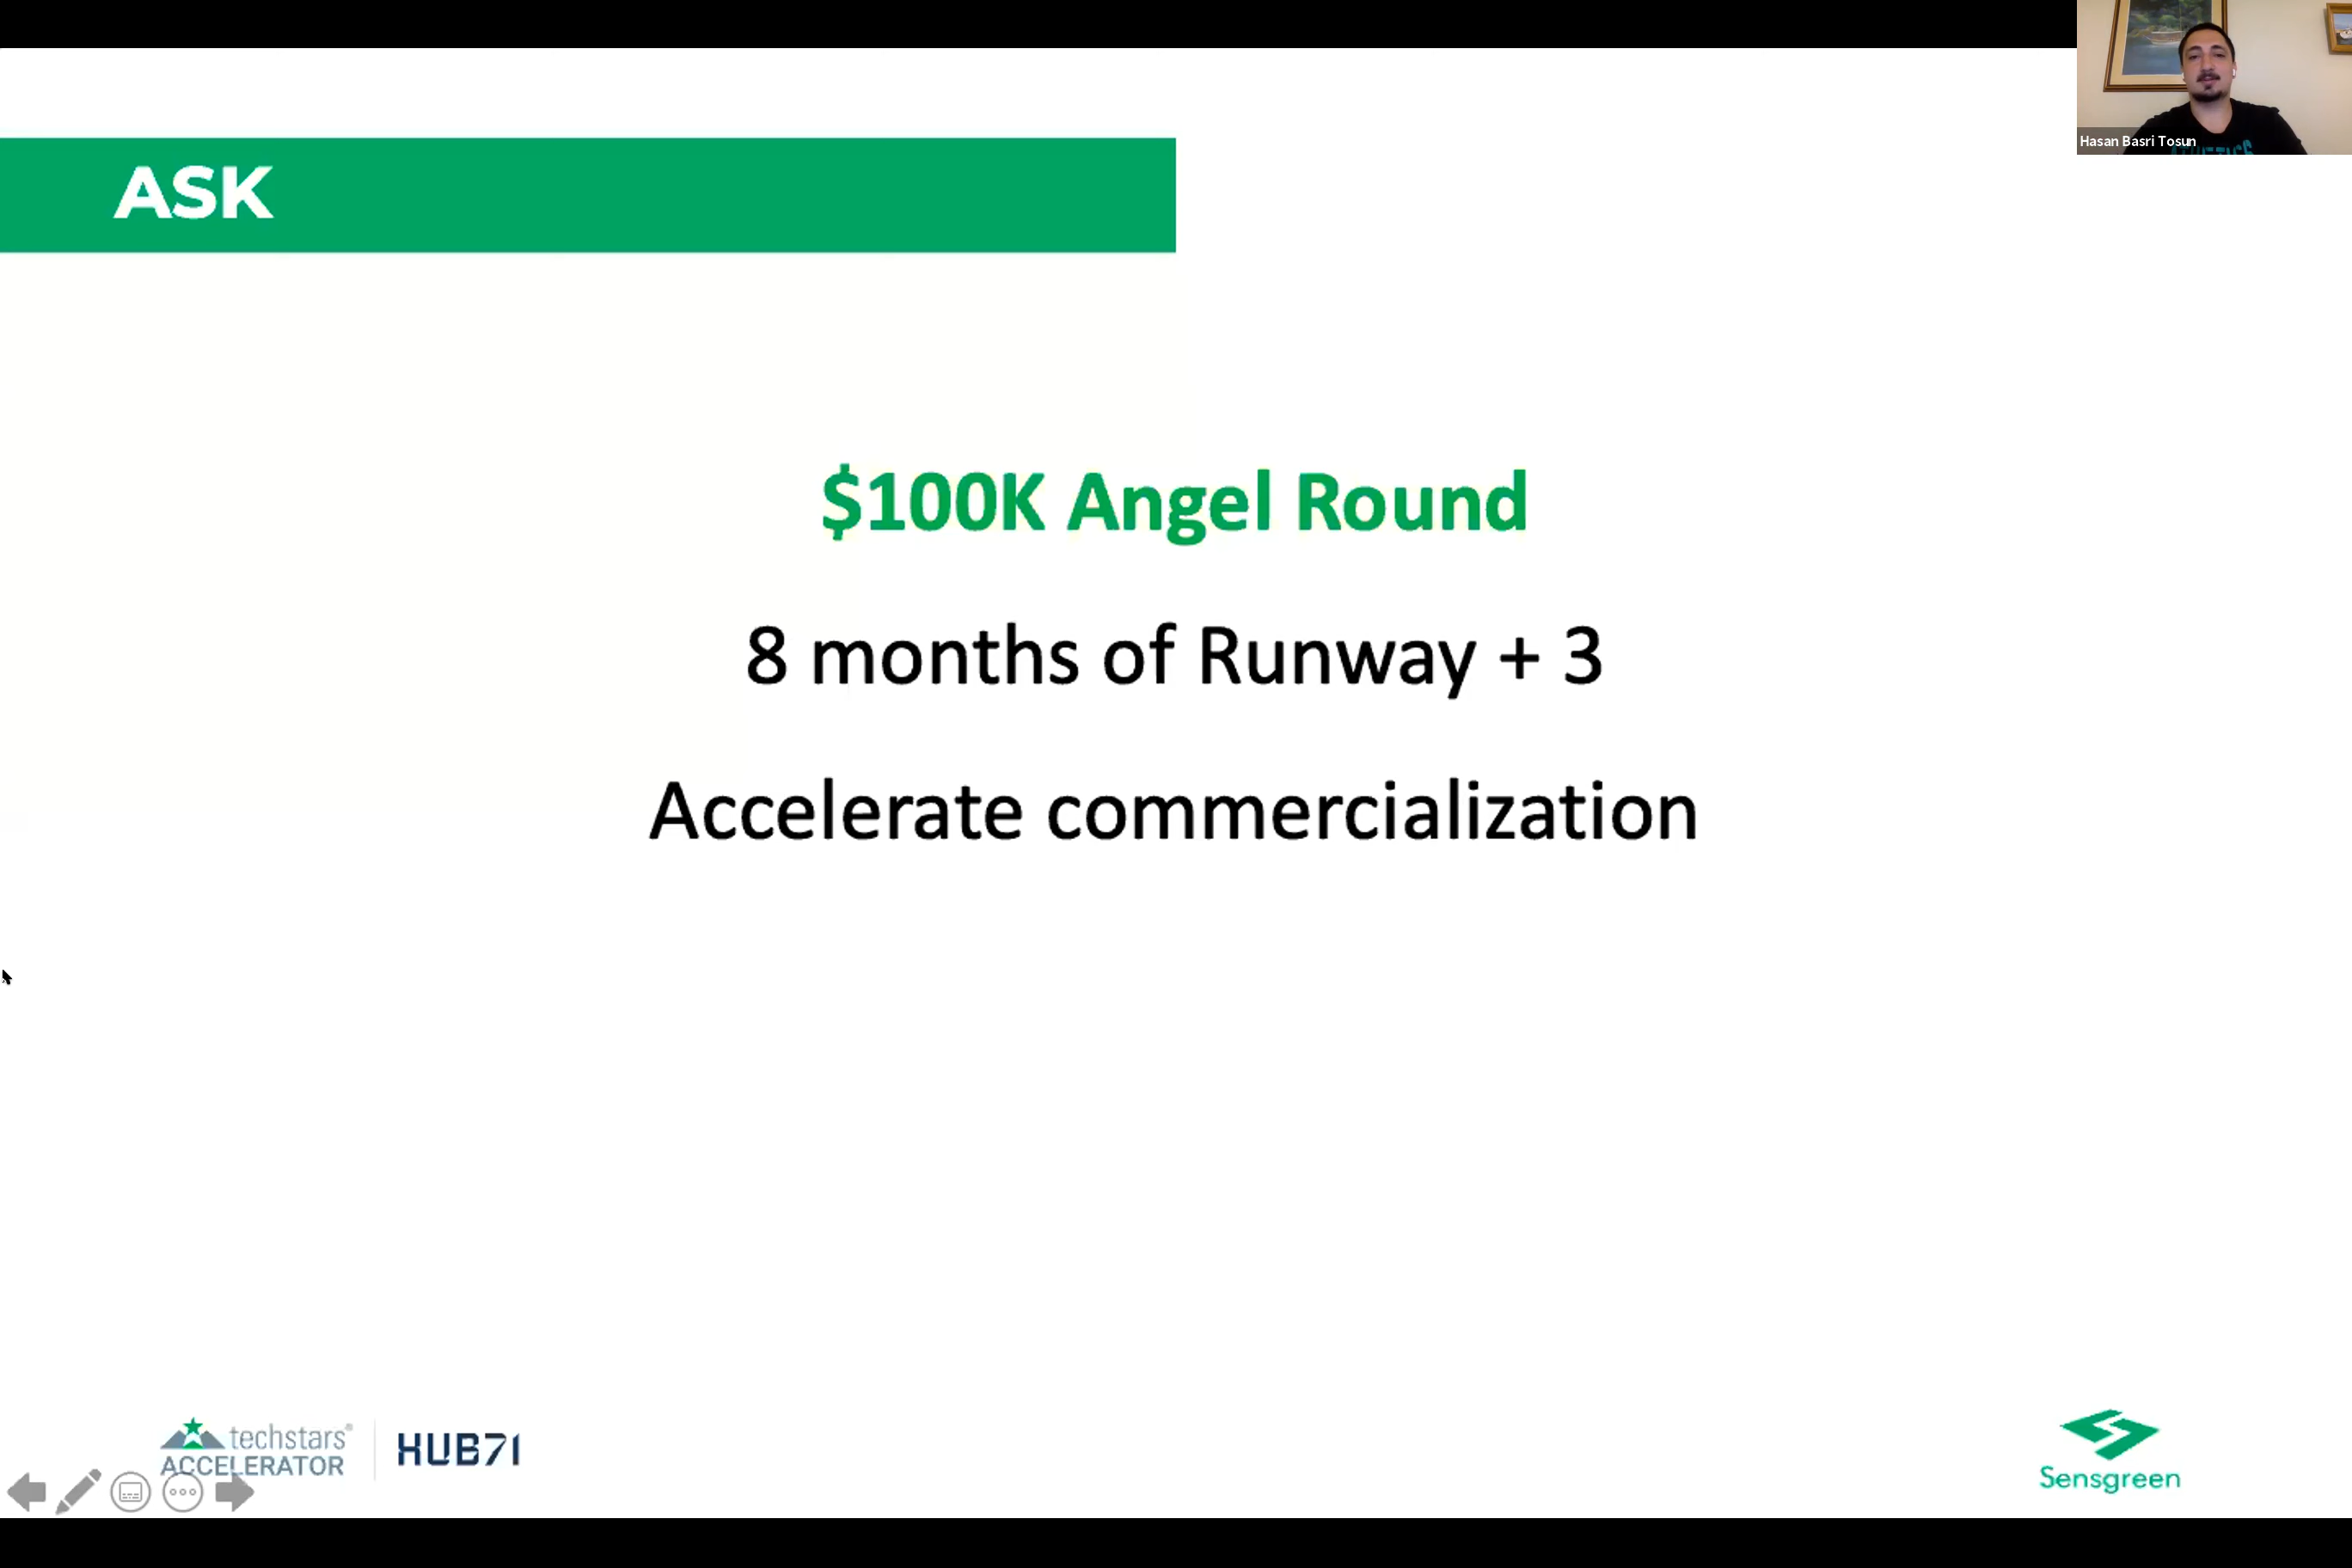 Hasan Basri Tosun
ASK
$100K Angel Round
8 months of Runway + 3
Accelerate commercialization
techstars®
ACCELERATOR
HUB71
Sensgreen